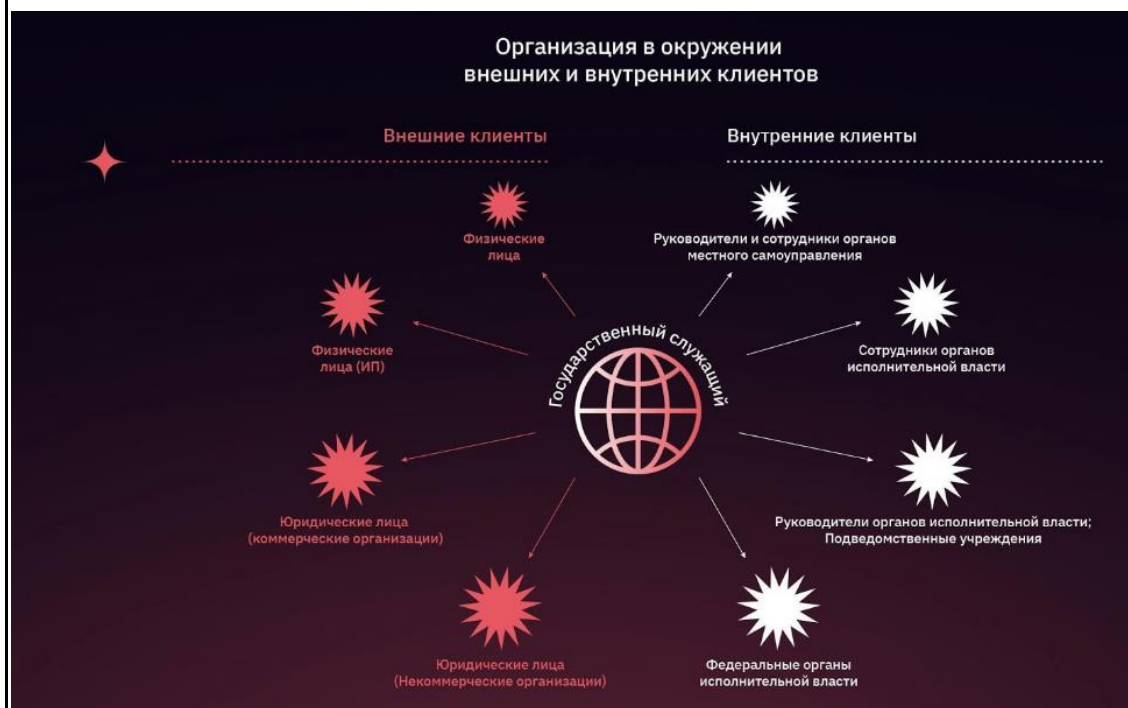 Организация в окружении
внешних и внутренних клиентов
Внешние клиенты
Внутренние клиенты
Физические
лица
Руководители и сотрудники органов
местного самоуправления
Физические
лица (ИП)
Государственный служащий
Сотрудники органов
исполнительной власти
Юридические лица
(коммерческие организации)
Руководители органов исполнительной власти;
Подведомственные учреждения
Юридические лица
(Некоммерческие организации)
Федеральные органы
исполнительной власти